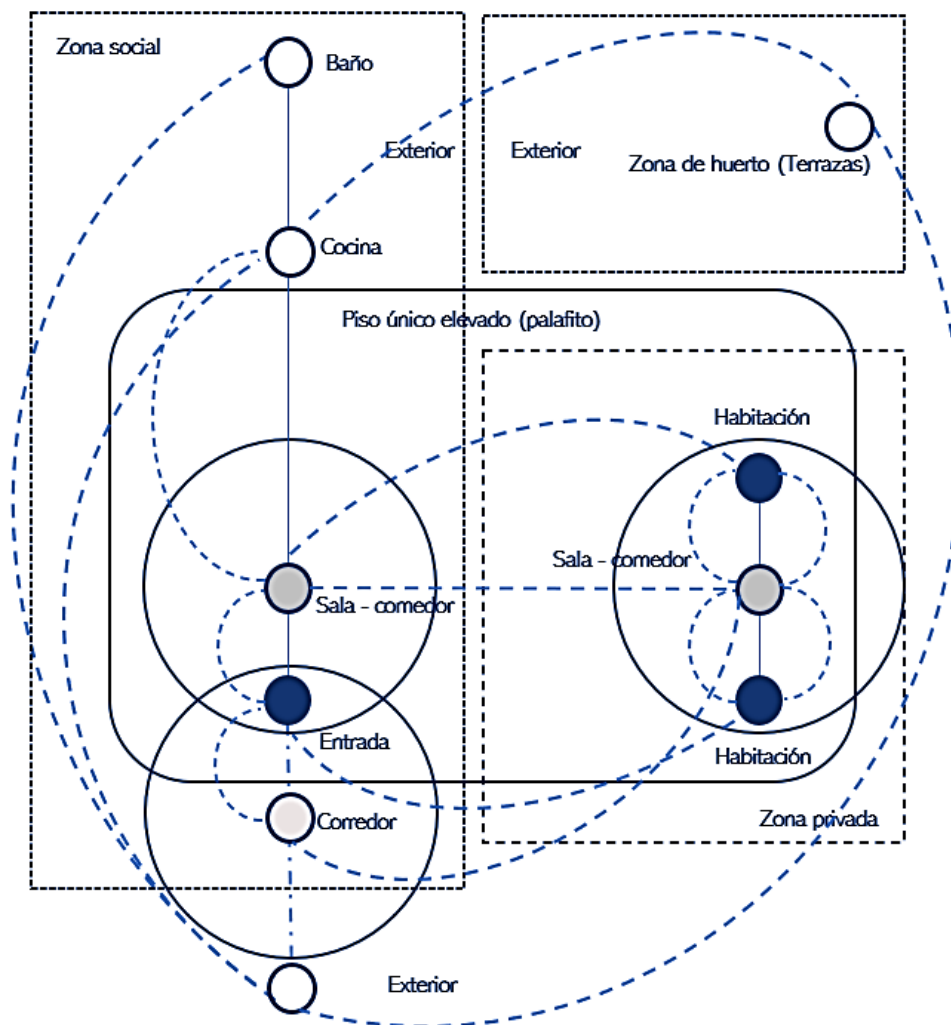 Zona social
Baño
Exterior
Exterior
Zona de huerto (Terrazas)
Cocina
Piso único elevado (palafito)
Habitación
Sala - comedor
Sala - comedor
Entrada
Habitación
Corredor
Zona privada
Exterior